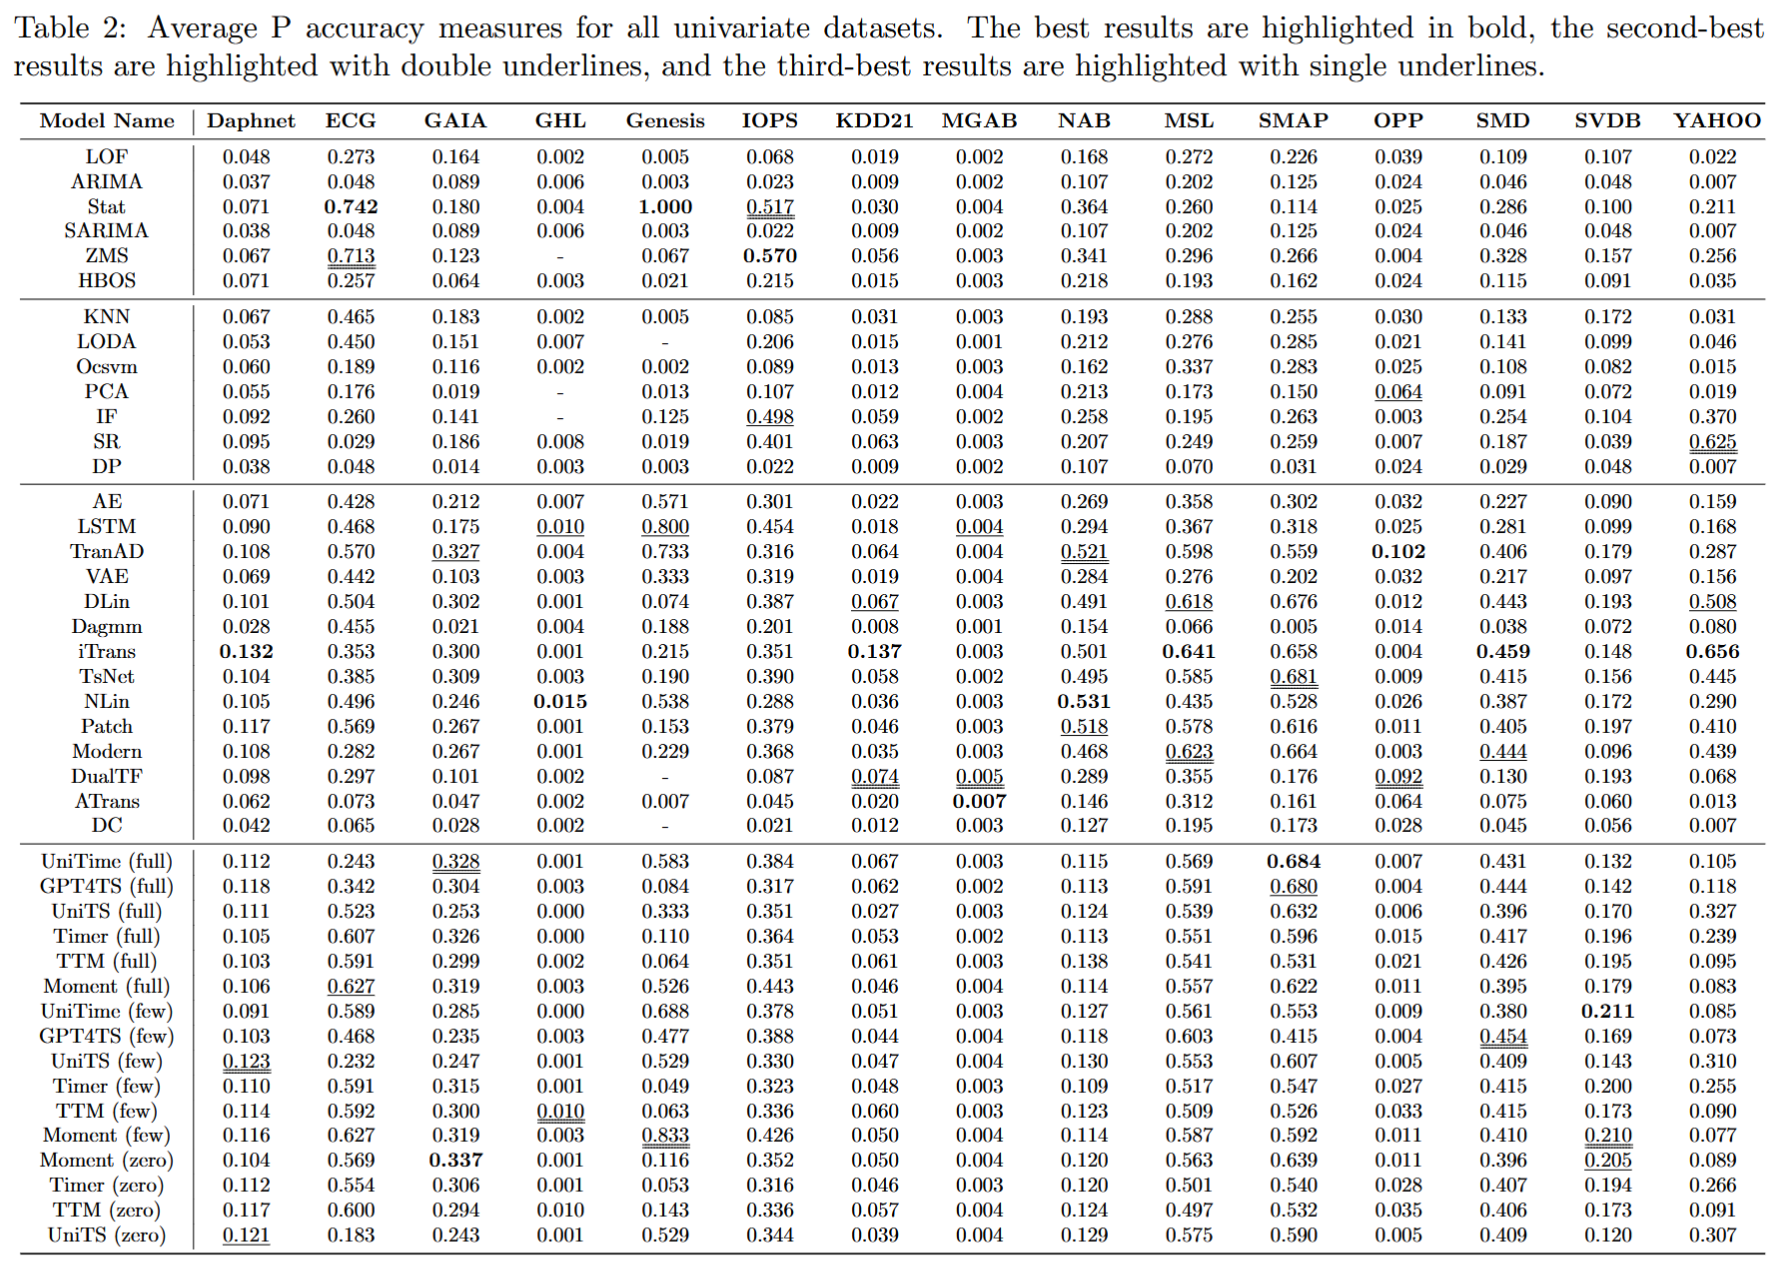 Table 2: Average P accuracy measures for all univariate datasets. The best results are highlighted in bold, the second-best
results are highlighted with double underlines, and the third-best results are highlighted with single underlines.
Model Name Daphnet ECG GAIA GHL Genesis IOPS KDD21 MGAB NAB MSL SMAP OPP SMD SVDB YAHOO
LOF 0.048 0.273 0.164 0.002 0.005 0.068 0.019 0.002 0.168 0.272 0.226 0.039 0.109 0.107 0.022
ARIMA 0.037 0.048 0.089 0.006 0.003 0.023 0.009 0.002 0.107 0.202 0.125 0.024 0.046 0.048 0.007
Stat 0.071 0.742 0.180 0.004 1.000 0.517 0.030 0.004 0.364 0.260 0.114 0.025 0.286 0.100 0.211
SARIMA 0.038 0.048 0.089 0.006 0.003 0.022 0.009 0.002 0.107 0.202 0.125 0.024 0.046 0.048 0.007
ZMS 0.067 0.713 0.123 - 0.067 0.570 0.056 0.003 0.341 0.296 0.266 0.004 0.328 0.157 0.256
HBOS 0.071 0.257 0.064 0.003 0.021 0.215 0.015 0.003 0.218 0.193 0.162 0.024 0.115 0.091 0.035
KNN 0.067 0.465 0.183 0.002 0.005 0.085 0.031 0.003 0.193 0.288 0.255 0.030 0.133 0.172 0.031
LODA 0.053 0.450 0.151 0.007 - 0.206 0.015 0.001 0.212 0.276 0.285 0.021 0.141 0.099 0.046
Ocsvm 0.060 0.189 0.116 0.002 0.002 0.089 0.013 0.003 0.162 0.337 0.283 0.025 0.108 0.082 0.015
PCA 0.055 0.176 0.019 - 0.013 0.107 0.012 0.004 0.213 0.173 0.150 0.064 0.091 0.072 0.019
IF 0.092 0.260 0.141 - 0.125 0.498 0.059 0.003 0.258 0.195 0.263 0.003 0.254 0.104 0.370
SR 0.095 0.029 0.186 0.008 0.019 0.401 0.063 0.003 0.207 0.249 0.259 0.007 0.187 0.039 0.625
DP 0.038 0.048 0.014 0.003 0.003 0.022 0.009 0.002 0.107 0.070 0.031 0.024 0.029 0.048 0.007
AE 0.071 0.428 0.212 0.007 0.571 0.301 0.022 0.003 0.269 0.358 0.302 0.032 0.227 0.090 0.159
LSTM 0.090 0.468 0.175 0.010 0.800 0.454 0.018 0.004 0.294 0.367 0.318 0.025 0.281 0.099 0.168
TranAD 0.108 0.570 0.327 0.004 0.733 0.316 0.064 0.004 0.521 0.598 0.559 0.102 0.406 0.179 0.287
VAE 0.069 0.442 0.103 0.003 0.333 0.319 0.019 0.004 0.284 0.276 0.202 0.032 0.217 0.097 0.156
DLin 0.101 0.504 0.302 0.001 0.074 0.387 0.067 0.003 0.491 0.618 0.676 0.012 0.443 0.193 0.508
Dagmm 0.028 0.455 0.021 0.004 0.188 0.201 0.008 0.001 0.154 0.066 0.005 0.014 0.038 0.072 0.080
iTrans 0.132 0.353 0.300 0.001 0.215 0.351 0.137 0.003 0.501 0.641 0.658 0.004 0.459 0.148 0.656
TsNet 0.104 0.385 0.309 0.003 0.190 0.390 0.058 0.002 0.495 0.585 0.681 0.009 0.415 0.156 0.445
NLin 0.105 0.496 0.246 0.015 0.538 0.288 0.036 0.003 0.531 0.435 0.528 0.026 0.387 0.172 0.290
Patch 0.117 0.569 0.267 0.001 0.153 0.379 0.046 0.003 0.518 0.578 0.616 0.011 0.405 0.197 0.410
Modern 0.108 0.282 0.267 0.001 0.229 0.368 0.035 0.003 0.468 0.623 0.664 0.003 0.444 0.096 0.439
DualTF 0.098 0.297 0.101 0.002 - 0.087 0.074 0.005 0.289 0.355 0.176 0.092 0.130 0.193 0.068
ATrans 0.062 0.073 0.047 0.002 0.007 0.045 0.020 0.007 0.146 0.312 0.161 0.064 0.075 0.060 0.013
DC 0.042 0.065 0.028 0.002 - 0.021 0.012 0.003 0.127 0.195 0.173 0.028 0.045 0.056 0.007
UniTime (full) 0.112 0.243 0.328 0.001 0.583 0.384 0.067 0.003 0.115 0.569 0.684 0.007 0.431 0.132 0.105
GPT4TS (full) 0.118 0.342 0.304 0.003 0.084 0.317 0.062 0.002 0.113 0.591 0.680 0.004 0.444 0.142 0.118
UniTS (full) 0.111 0.523 0.253 0.000 0.333 0.351 0.027 0.003 0.124 0.539 0.632 0.006 0.396 0.170 0.327
Timer (full) 0.105 0.607 0.326 0.000 0.110 0.364 0.053 0.002 0.113 0.551 0.596 0.015 0.417 0.196 0.239
TTM (full) 0.103 0.591 0.299 0.002 0.064 0.351 0.061 0.003 0.138 0.541 0.531 0.021 0.426 0.195 0.095
Moment (full) 0.106 0.627 0.319 0.003 0.526 0.443 0.046 0.004 0.114 0.557 0.622 0.011 0.395 0.179 0.083
UniTime (few) 0.091 0.589 0.285 0.000 0.688 0.378 0.051 0.003 0.127 0.561 0.553 0.009 0.380 0.211 0.085
GPT4TS (few) 0.103 0.468 0.235 0.003 0.477 0.388 0.044 0.004 0.118 0.603 0.415 0.004 0.454 0.169 0.073
UniTS (few) 0.123 0.232 0.247 0.001 0.529 0.330 0.047 0.004 0.130 0.553 0.607 0.005 0.409 0.143 0.310
Timer (few) 0.110 0.591 0.315 0.001 0.049 0.323 0.048 0.003 0.109 0.517 0.547 0.027 0.415 0.200 0.255
TTM (few) 0.114 0.592 0.300 0.010 0.063 0.336 0.060 0.003 0.123 0.509 0.526 0.033 0.415 0.173 0.090
Moment (few) 0.116 0.627 0.319 0.003 0.833 0.426 0.050 0.004 0.114 0.587 0.592 0.011 0.410 0.210 0.077
Moment (zero) 0.104 0.569 0.337 0.001 0.116 0.352 0.050 0.004 0.120 0.563 0.639 0.011 0.396 0.205 0.089
Timer (zero) 0.112 0.554 0.306 0.001 0.053 0.316 0.046 0.003 0.120 0.501 0.540 0.028 0.407 0.194 0.266
TTM (zero) 0.117 0.600 0.294 0.010 0.143 0.336 0.057 0.004 0.124 0.497 0.532 0.035 0.406 0.173 0.091
UniTS (zero) 0.121 0.183 0.243 0.001 0.529 0.344 0.039 0.004 0.129 0.575 0.590 0.005 0.409 0.120 0.307